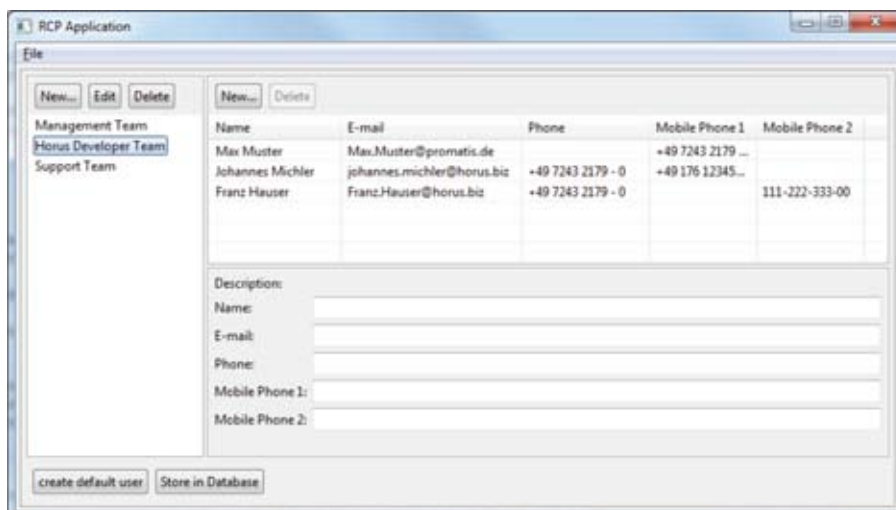 RCP Application
File
New... Edit Delete
Management Team
Horus Developer Team
Support Team
New... Delete
Name E-mail Phone Mobile Phone 1 Mobile Phone 2
Max Muster Max.Muster@promatis.de +49 7243 2179 ...
Johannes Michler johannes.michler@horus.biz +49 7243 2179 - 0 +49 176 12345...
Franz Hauser Franz.Hauser@horus.biz +49 7243 2179 - 0 111-222-333-00
Description:
Name:
E-mail:
Phone:
Mobile Phone 1:
Mobile Phone 2:
create default user Store in Database